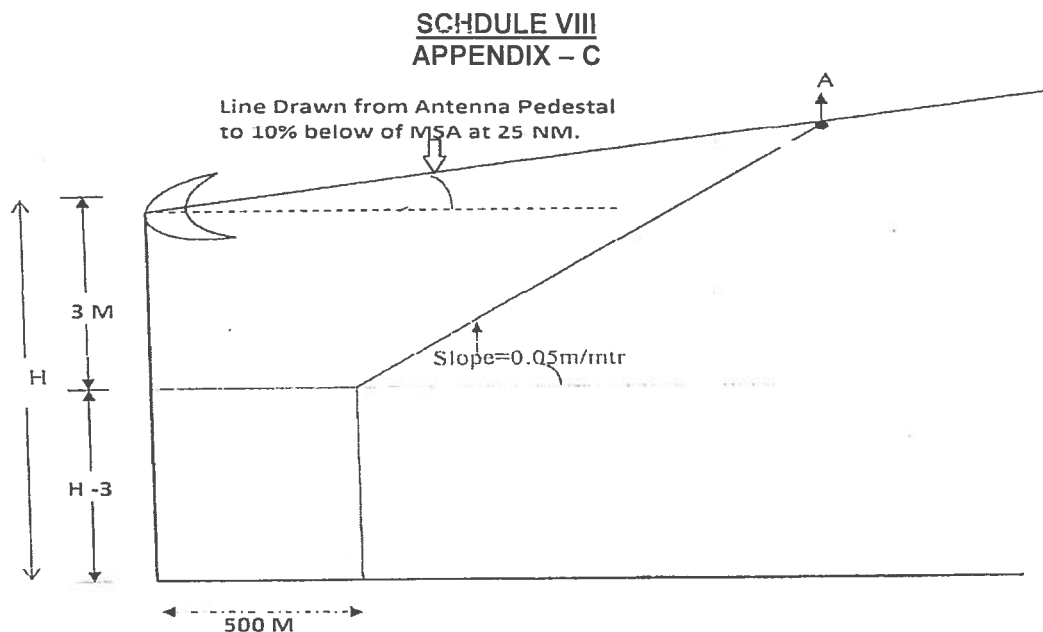 SCHDULE VIII
APPENDIX – C
A
Line Drawn from Antenna Pedestal
to 10% below of MSA at 25 NM.
3 M
Slope=0.05m/mtr
H
H -3
500 M